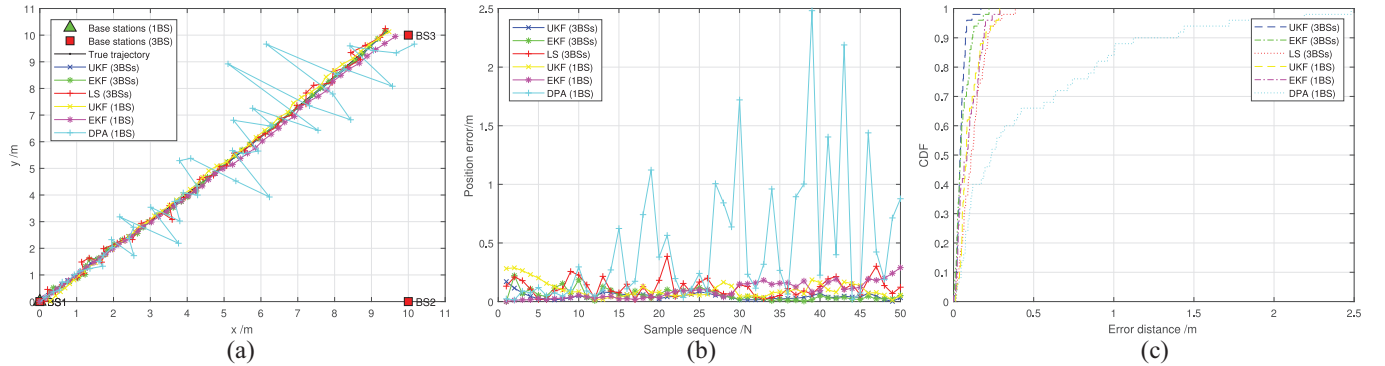 Base stations (1BS)
Base stations (3BS)
True trajectory
UKF (3BSs)
EKF (3BSs)
LS (3BSs)
UKF (1BS)
EKF (1BS)
DPA (1BS)
BS3
BS1
BS2
y /m
11
10
9
8
7
6
5
4
3
2
1
0
0 1 2 3 4 5 6 7 8 9 10 11
x /m
(a)
UKF (3BSs)
EKF (3BSs)
LS (3BSs)
UKF (1BS)
EKF (1BS)
DPA (1BS)
Position error/m
2.5
2
1.5
1
0.5
0
0 5 10 15 20 25 30 35 40 45 50
Sample sequence /N
(b)
UKF (3BSs)
EKF (3BSs)
LS (3BSs)
UKF (1BS)
EKF (1BS)
DPA (1BS)
CDF
1
0.9
0.8
0.7
0.6
0.5
0.4
0.3
0.2
0.1
0
0 0.5 1 1.5 2 2.5
Error distance /m
(c)